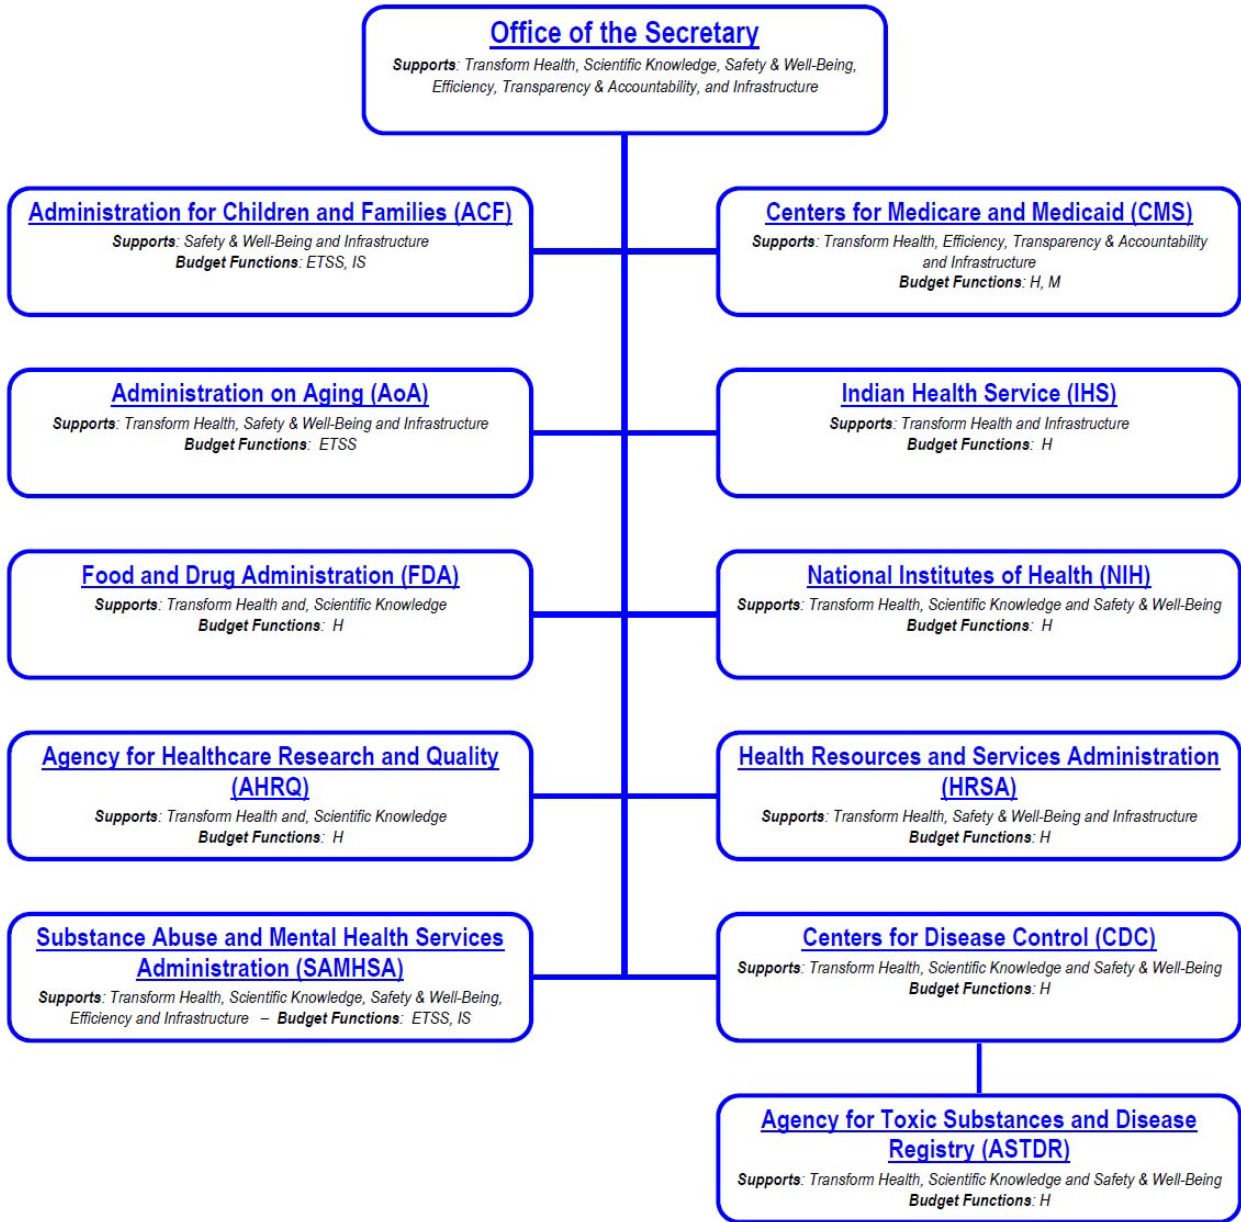 Office of the Secretary
Supports: Transform Health, Scientific Knowledge, Safety & Well-Being,
Efficiency, Transparency & Accountability, and Infrastructure
Administration for Children and Families (ACF)
Supports: Safety & Well-Being and Infrastructure
Budget Functions: ETSS, IS
Centers for Medicare and Medicaid (CMS)
Supports: Transform Health, Efficiency, Transparency & Accountability
and Infrastructure
Budget Functions: H, M
Administration on Aging (AoA)
Supports: Transform Health, Safety & Well-Being and Infrastructure
Budget Functions: ETSS
Indian Health Service (IHS)
Supports: Transform Health and Infrastructure
Budget Functions: H
Food and Drug Administration (FDA)
Supports: Transform Health and, Scientific Knowledge
Budget Functions: H
National Institutes of Health (NIH)
Supports: Transform Health, Scientific Knowledge and Safety & Well-Being
Budget Functions: H
Agency for Healthcare Research and Quality
(AHRQ)
Supports: Transform Health and, Scientific Knowledge
Budget Functions: H
Health Resources and Services Administration
(HRSA)
Supports: Transform Health, Safety & Well-Being and Infrastructure
Budget Functions: H
Substance Abuse and Mental Health Services
Administration (SAMHSA)
Supports: Transform Health, Scientific Knowledge, Safety & Well-Being,
Efficiency and Infrastructure – Budget Functions: ETSS, IS
Centers for Disease Control (CDC)
Supports: Transform Health, Scientific Knowledge and Safety & Well-Being
Budget Functions: H
Agency for Toxic Substances and Disease
Registry (ASTDR)
Supports: Transform Health, Scientific Knowledge and Safety & Well-Being
Budget Functions: H